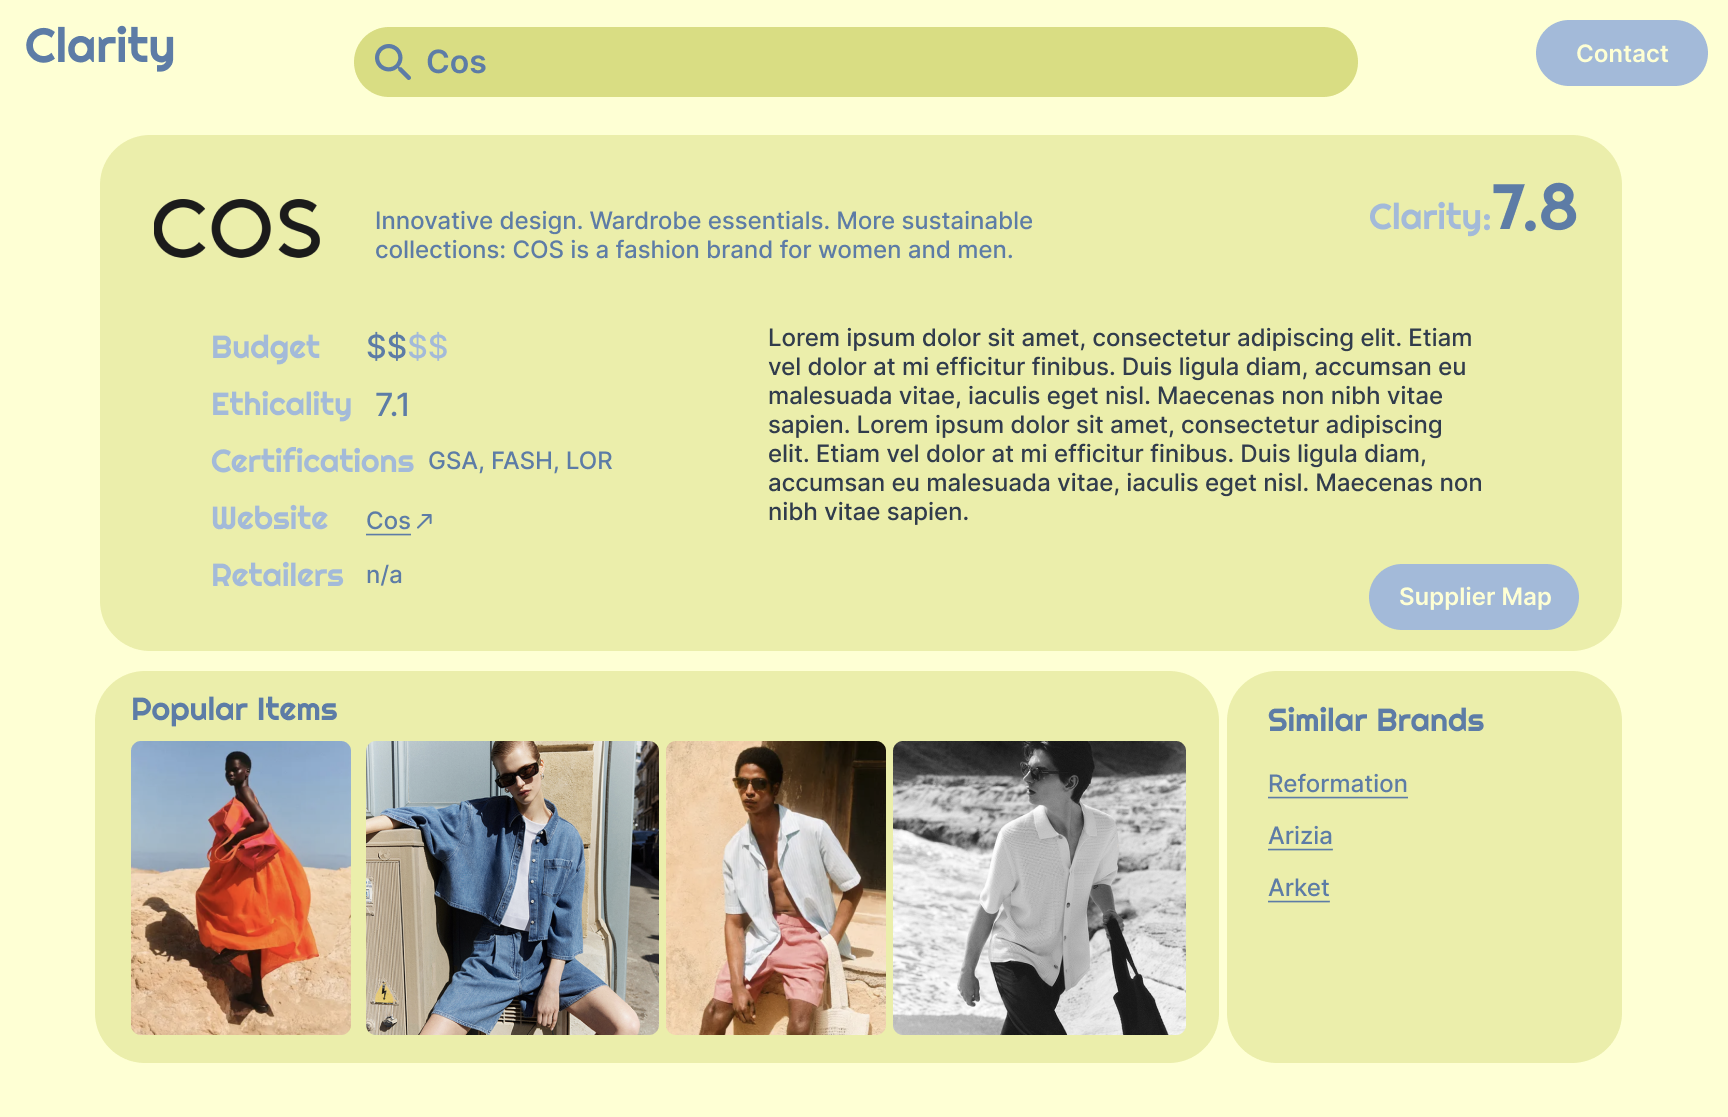 Clarity
Cos
Contact
COS
Innovative design. Wardrobe essentials. More sustainable
collections: COS is a fashion brand for women and men.
Clarity: 7.8
Budget $$$$
Ethicality 7.1
Certifications GSA, FASH, LOR
Website Cos ↗
Retailers n/a
Lorem ipsum dolor sit amet, consectetur adipiscing elit. Etiam
vel dolor at mi efficitur finibus. Duis ligula diam, accumsan eu
malesuada vitae, iaculis eget nisl. Maecenas non nibh vitae
sapien. Lorem ipsum dolor sit amet, consectetur adipiscing
elit. Etiam vel dolor at mi efficitur finibus. Duis ligula diam,
accumsan eu malesuada vitae, iaculis eget nisl. Maecenas non
nibh vitae sapien.
Supplier Map
Popular Items
Similar Brands
Reformation
Arizia
Arket